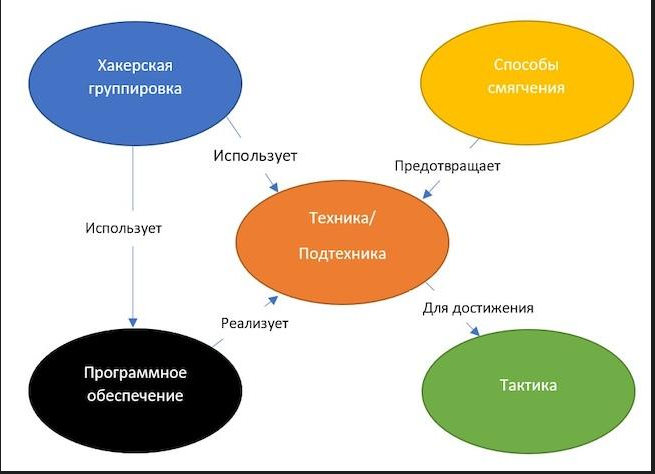 Хакерская
группировка
Способы
смягчения
Использует
Предотвращает
Техника/
Подтехника
Использует
Реализует
Для достижения
Программное
обеспечение
Тактика